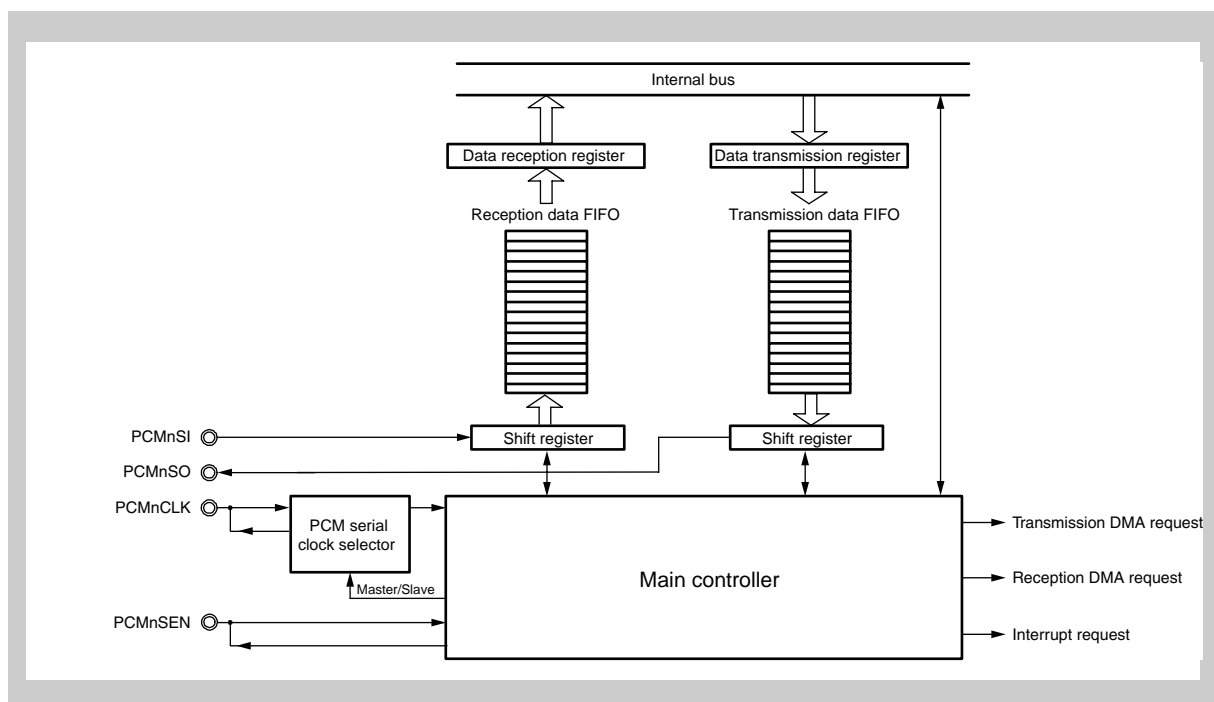 Internal bus
Data reception register
Data transmission register
Reception data FIFO
Transmission data FIFO
PCMnSI
Shift register
Shift register
PCMnSO
PCMnCLK
PCM serial
clock selector
Transmission DMA request
Main controller
Reception DMA request
Master/Slave
PCMnSEN
Interrupt request